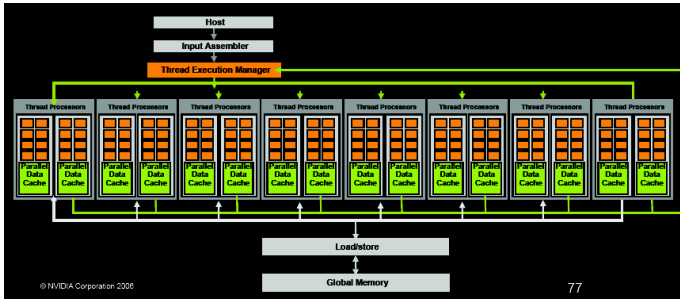 Host
Input Assembler
Thread Execution Manager
Thread Processors Thread Processors Thread Processors Thread Processors Thread Processors Thread Processors Thread Processors Thread Processors
Parallel Parallel Parallel Parallel Parallel Parallel Parallel Parallel Parallel Parallel Parallel Parallel Parallel Parallel Parallel Parallel
Data Data Data Data Data Data Data Data Data Data Data Data Data Data Data Data
Cache Cache Cache Cache Cache Cache Cache Cache Cache Cache Cache Cache Cache Cache Cache Cache
Load/store
Global Memory
© NVIDIA Corporation 2006
77